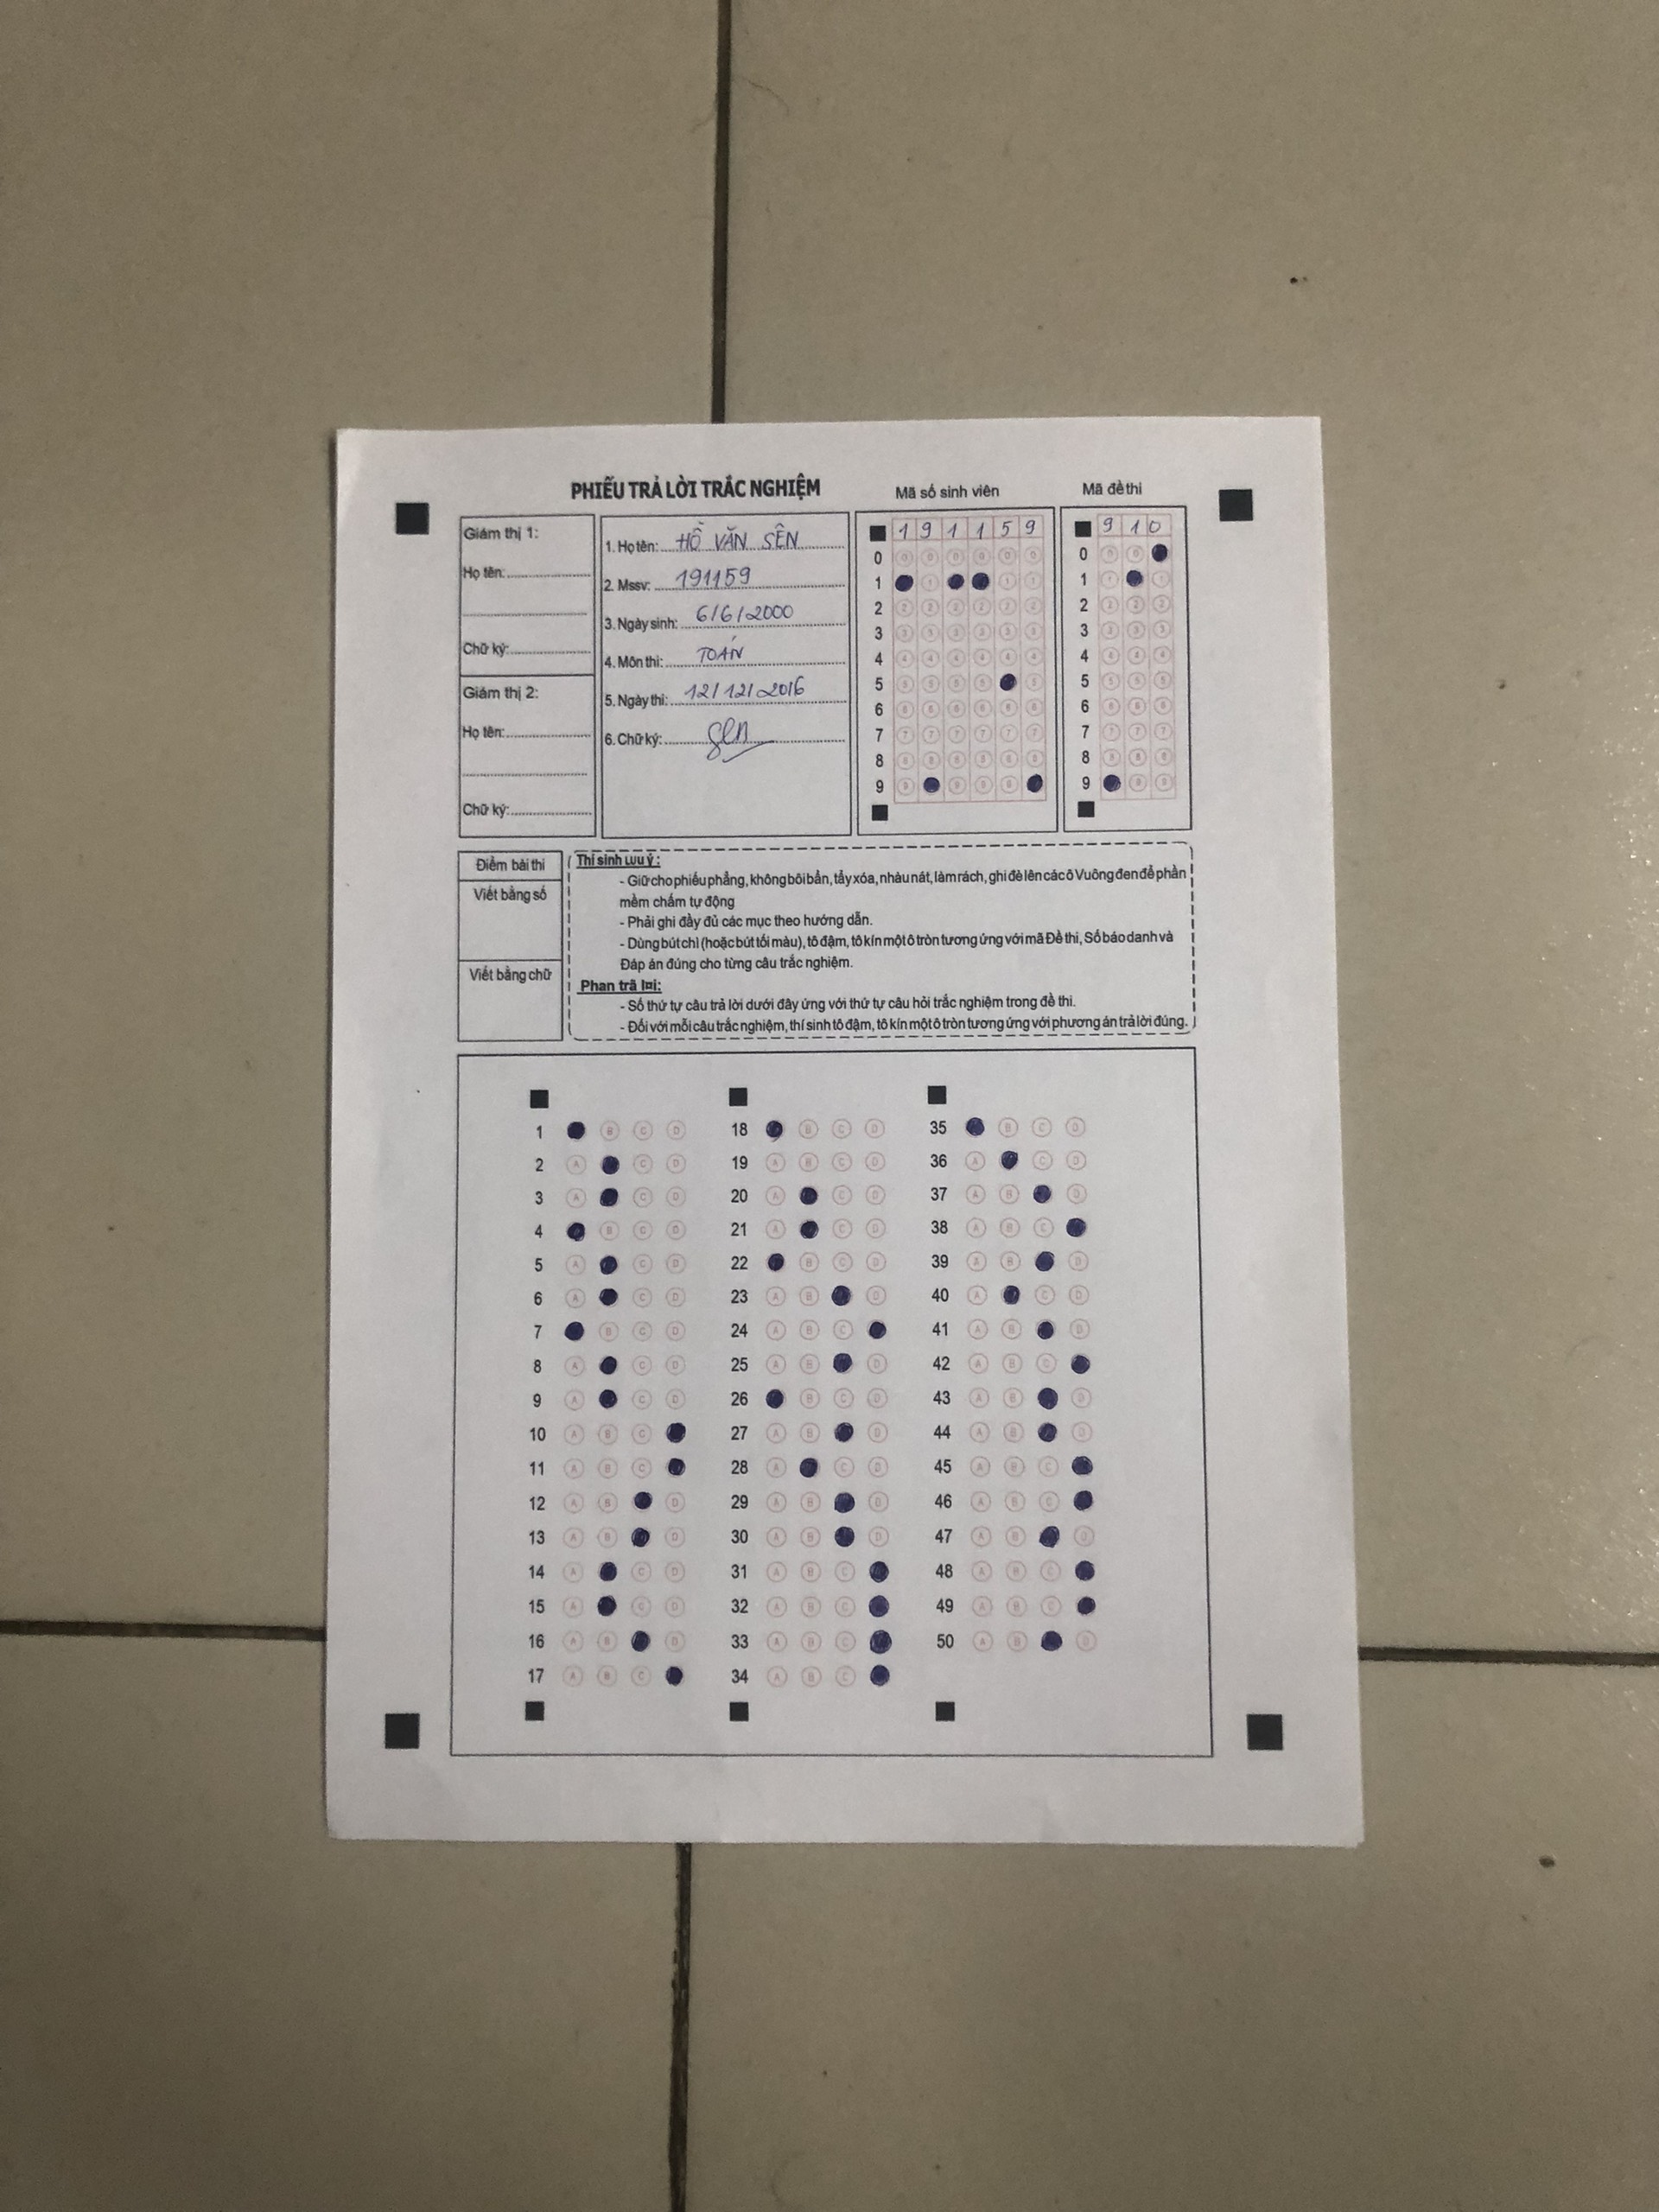 PHIẾU TRẢ LỜI TRẮC NGHIỆM
Mã số sinh viên
Mã đề thi
Giám thị 1:
Họ tên:
Chữ ký:
Giám thị 2:
Họ tên:
Chữ ký:
1. Họ tên: HỒ VĂN SÊN
2. Mssv: 191159
3. Ngày sinh: 6/6/2000
4. Môn thi: TOÁN
5. Ngày thi: 12/12/2016
6. Chữ ký: Sen
1 9 1 1 5 9
0
1
2
3
4
5
6
7
8
9
9 1 0
0
1
2
3
4
5
6
7
8
9
Điểm bài thi
Viết bằng số
Viết bằng chữ
Thí sinh lưu ý:
- Giữ cho phiếu phẳng, không bôi bẩn, tẩy xóa, nhàu nát, làm rách, ghi đè lên các ô Vuông đen để phần
mềm chấm tự động
- Phải ghi đầy đủ các mục theo hướng dẫn.
- Dùng bút chì (hoặc bút tối màu), tô đậm, tô kín một ô tròn tương ứng với mã Đề thi, Số báo danh và
Đáp án đúng cho từng câu trắc nghiệm.
Phan trã l¤i:
- Số thứ tự câu trả lời dưới đây ứng với thứ tự câu hỏi trắc nghiệm trong đề thi.
- Đối với mỗi câu trắc nghiệm, thí sinh tô đậm, tô kín một ô tròn tương ứng với phương án trả lời đúng.
1 B C D
2 A C D
3 A C D
4 B C D
5 A C D
6 A C D
7 B C D
8 A C D
9 A C D
10 A B C
11 A B C
12 A B D
13 A B D
14 A C D
15 A C D
16 A B D
17 A B C
18 B C D
19 A B C D
20 A C D
21 A C D
22 B C D
23 A B D
24 A B C
25 A B D
26 B C D
27 A B D
28 A C D
29 A B D
30 A B D
31 A B C
32 A B C
33 A B C
34 A B C
35 B C D
36 A C D
37 A B D
38 A B C
39 A B D
40 A C D
41 A B D
42 A B C
43 A B D
44 A B D
45 A B C
46 A B C
47 A B D
48 A B C
49 A B C
50 A B D